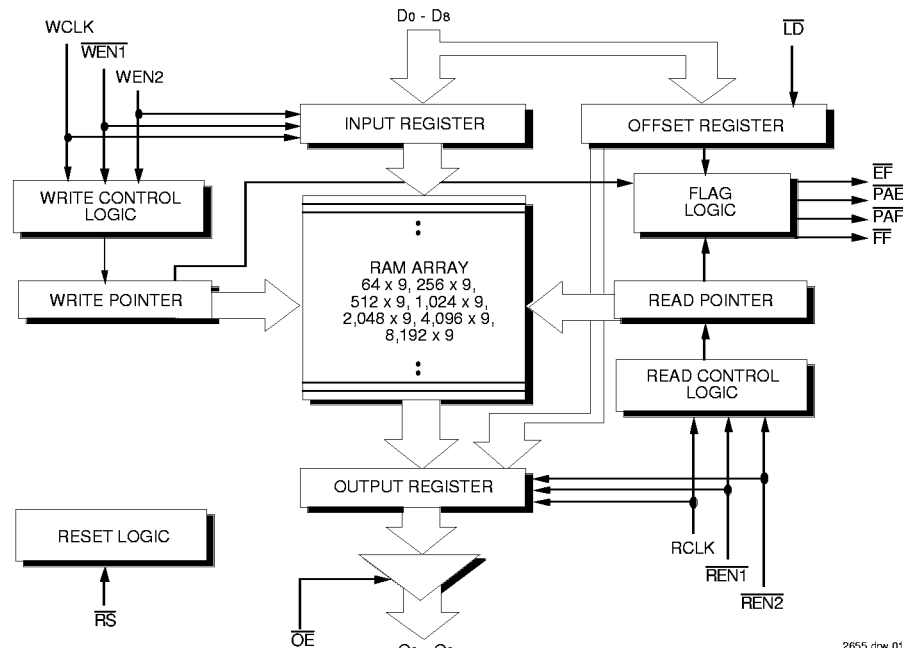 WCLK
WEN1
WEN2
D0 - D8
LD
INPUT REGISTER
OFFSET REGISTER
WRITE CONTROL
LOGIC
FLAG
LOGIC
EF
PAE
PAF
FF
WRITE POINTER
RAM ARRAY
64 x 9, 256 x 9,
512 x 9, 1,024 x 9,
2,048 x 9, 4,096 x 9,
8,192 x 9
READ POINTER
READ CONTROL
LOGIC
OUTPUT REGISTER
RESET LOGIC
RS
OE
RCLK
REN1
REN2
2655 drw 01